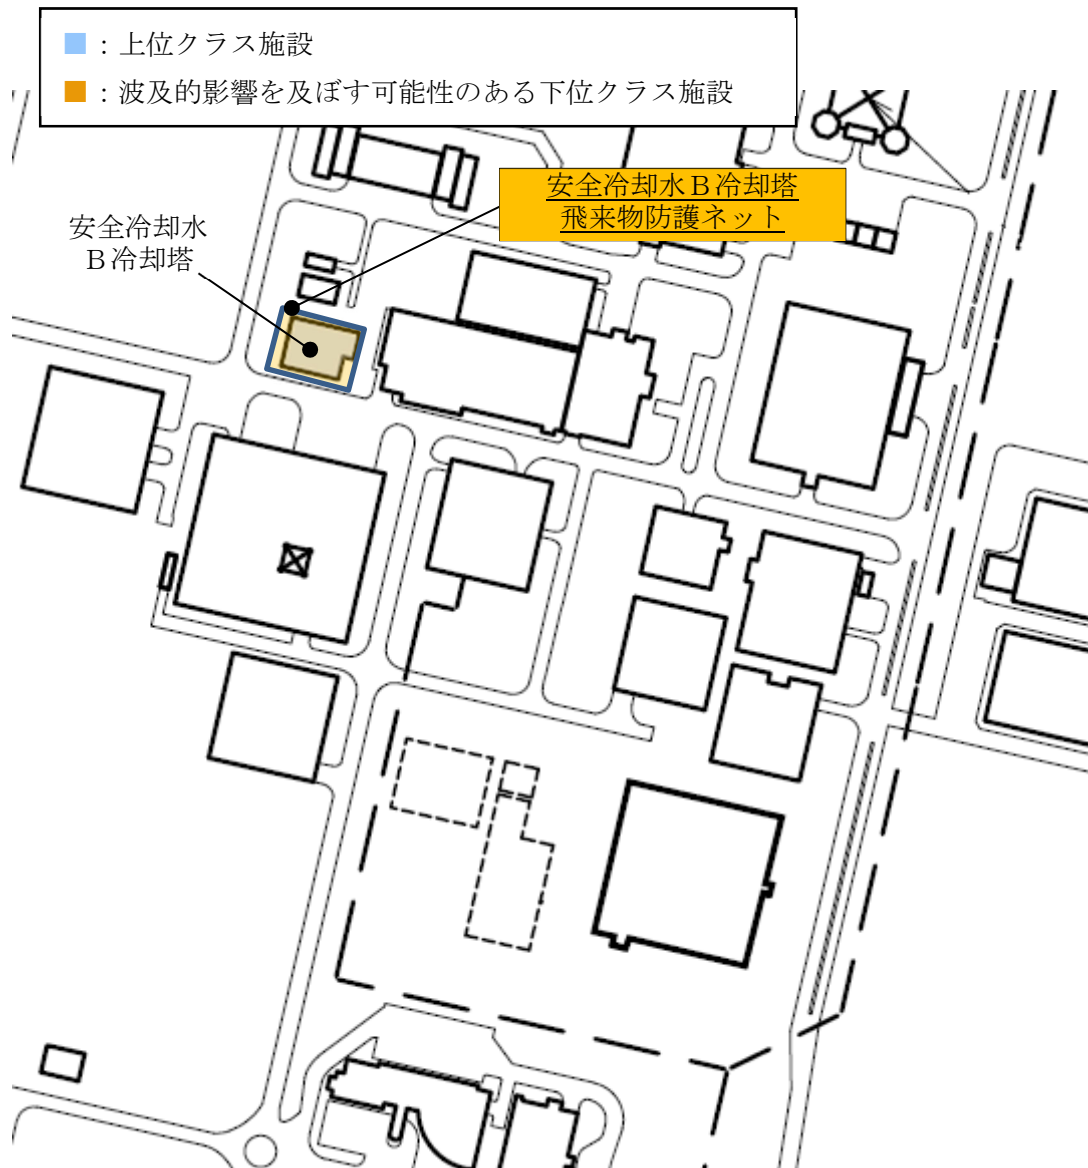 ■：上位クラス施設
■：波及的影響を及ぼす可能性のある下位クラス施設
安全冷却水Ｂ冷却塔
飛来物防護ネット
安全冷却水
Ｂ冷却塔